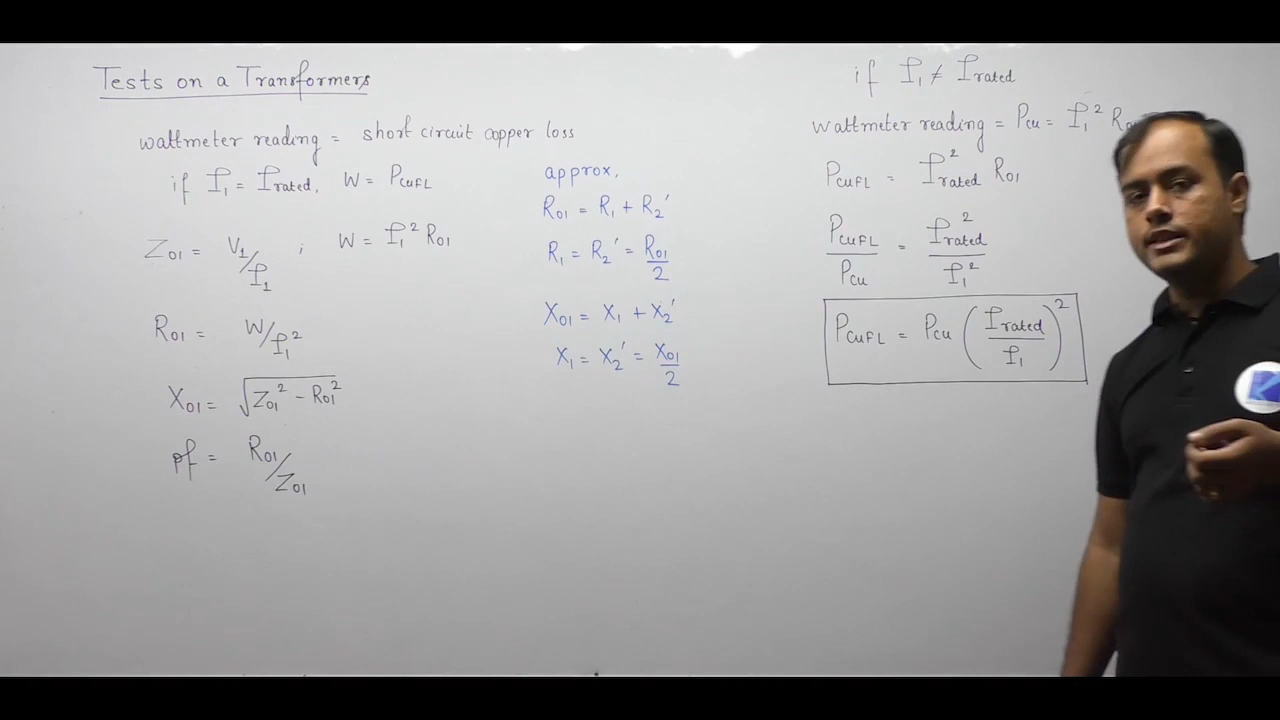 Tests on a Transformers
wattmeter reading = short circuit copper loss
if I₁ = Irated, W = PCuFL
Z01 = V₁/I₁ ; W = I₁² R01
R01 = W/I₁²
X01 = √(Z01² − R01²)
pf = R01/Z01
approx,
R01 = R₁ + R₂'
R₁ = R₂' = R01/2
X01 = X₁ + X₂'
X₁ = X₂' = X01/2
if I₁ ≠ Irated
wattmeter reading = Pcu = I₁²
PCUFL = I²rated R01
PCUFL/Pcu = Irated²/I₁²
PCUFL = Pcu (Irated/I₁)²